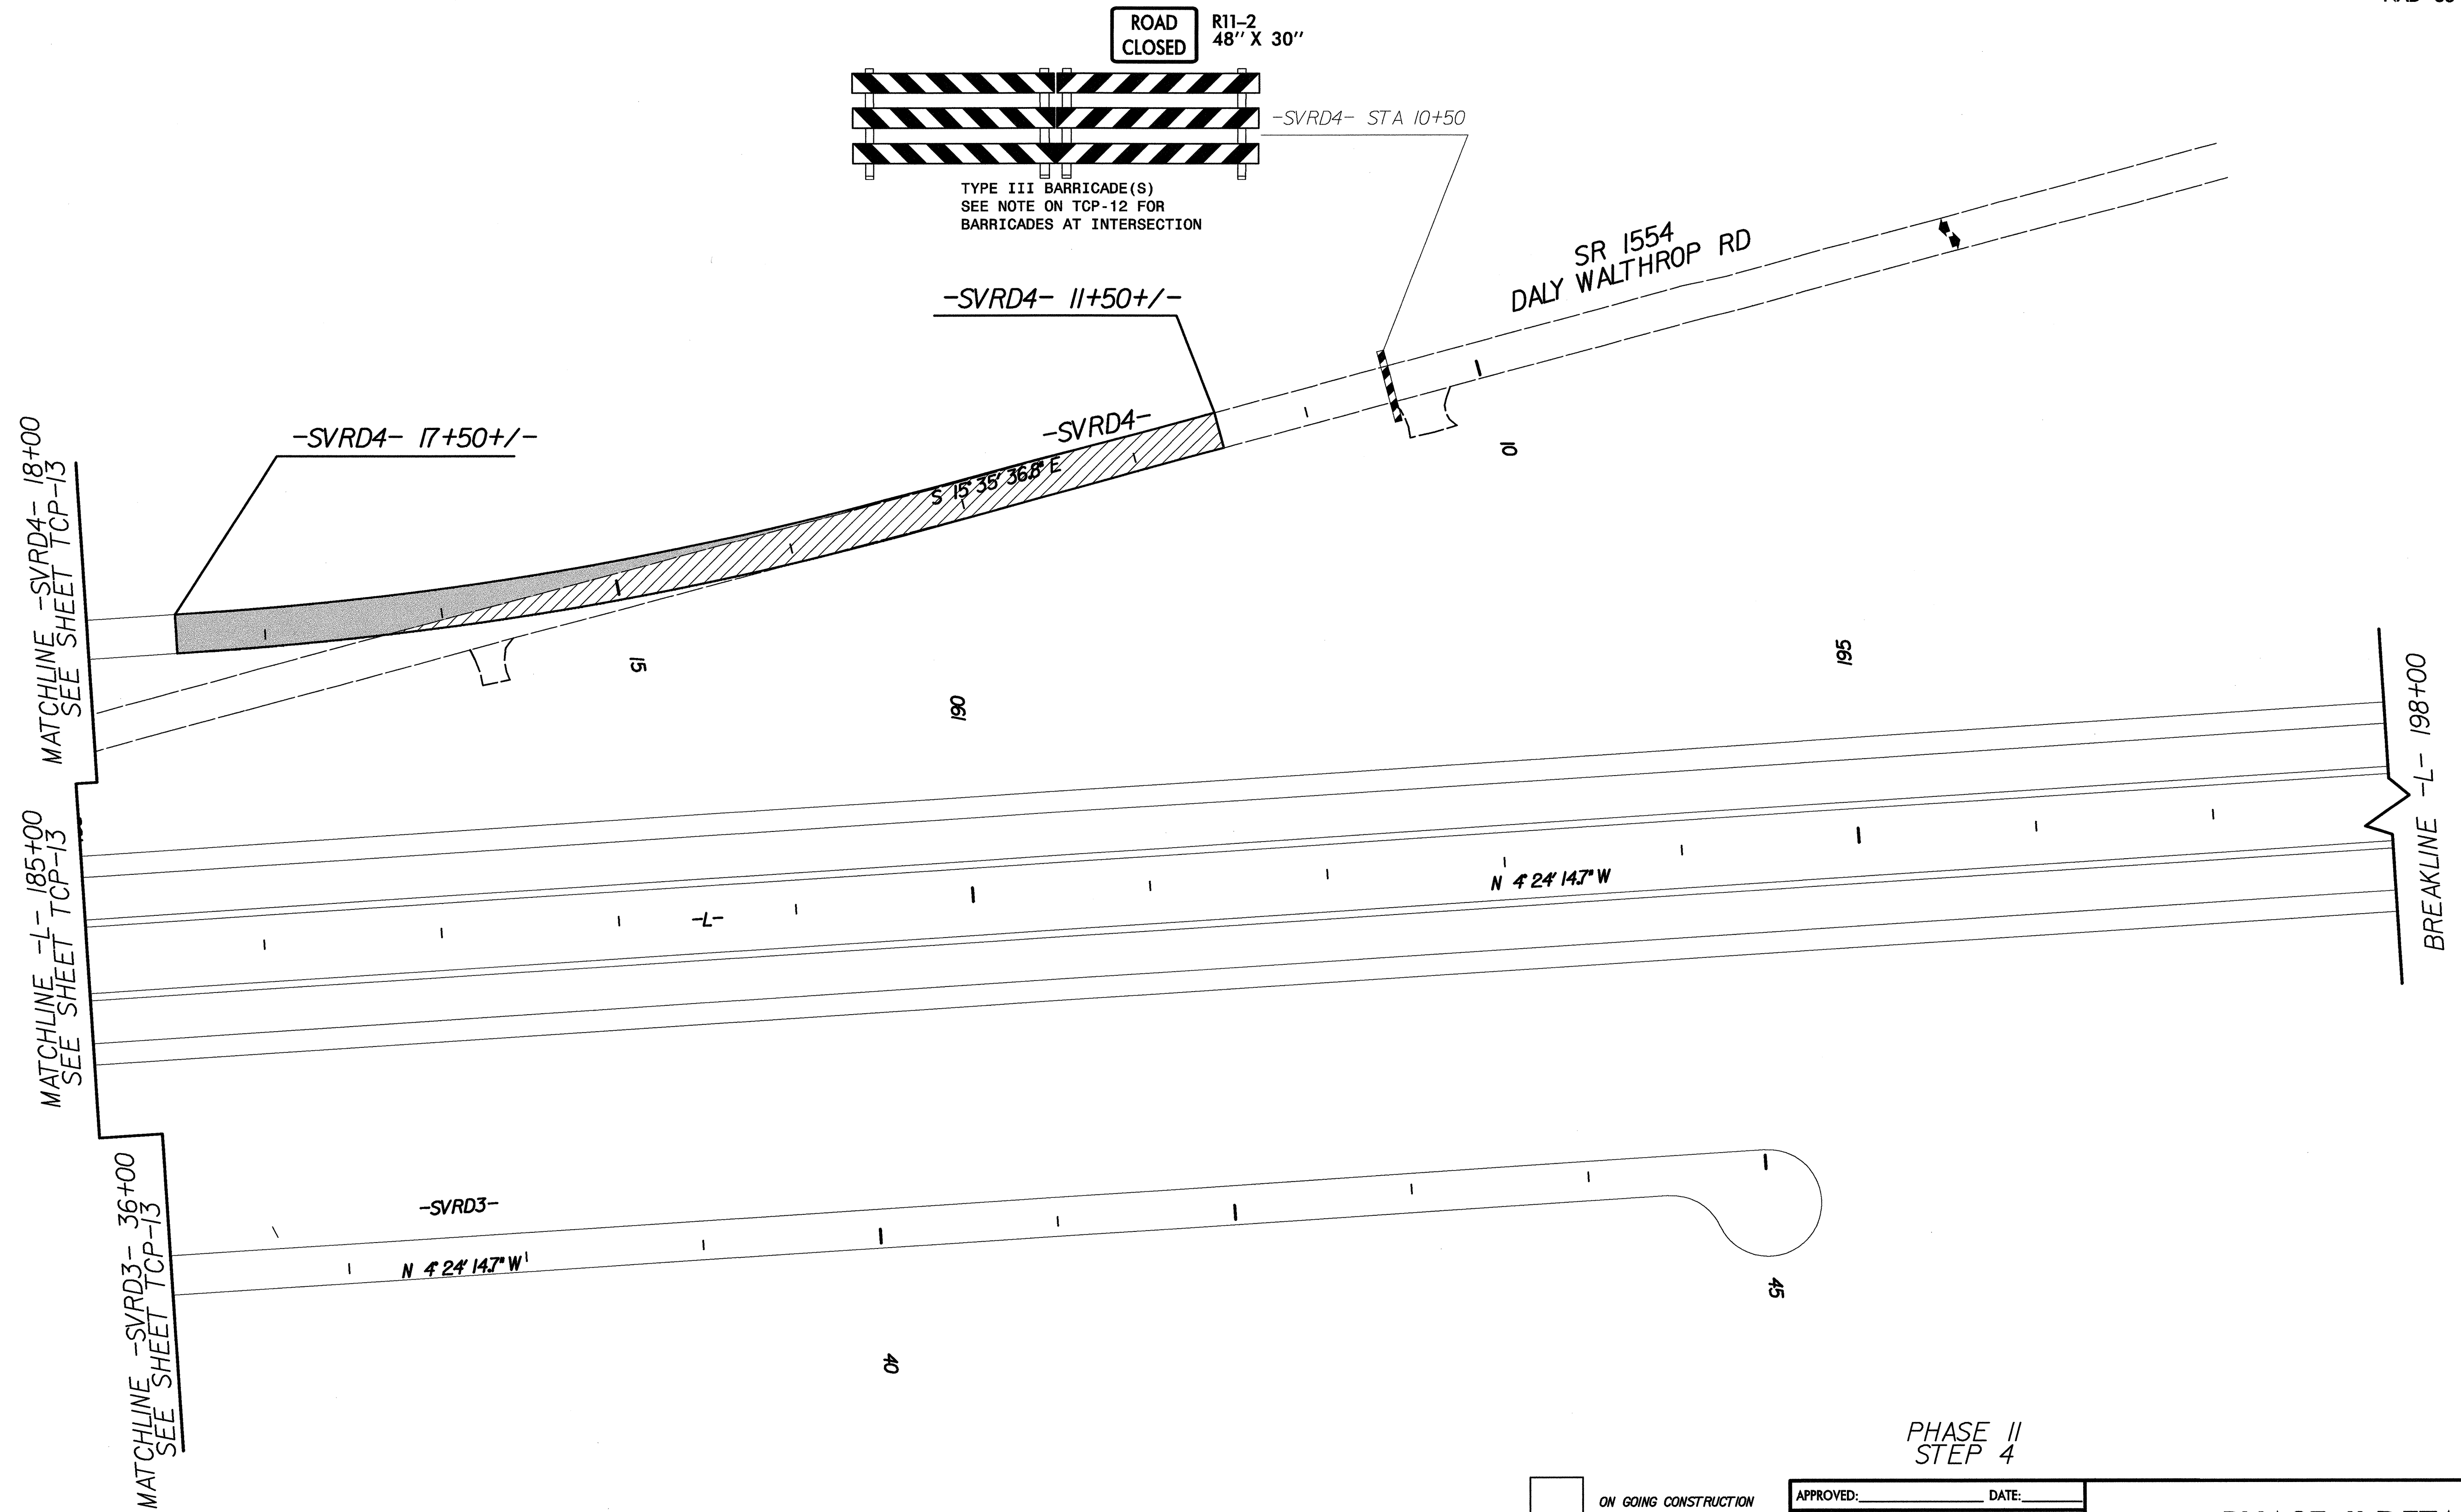 ROAD
CLOSED
R11-2
48" X 30"
-SVRD4- STA 10+50
TYPE III BARRICADE(S)
SEE NOTE ON TCP-12 FOR
BARRICADES AT INTERSECTION
SR 1554
DALY WALTHROP RD
-SVRD4- 11+50+/-
-SVRD4- 17+50+/-
-SVRD4-
S 15° 35' 36.8" E
10
15
MATCHLINE -SVRD4- 18+00
SEE SHEET TCP-13
190
195
BREAKLINE -L- 198+00
MATCHLINE -L- 185+00
SEE SHEET TCP-13
-L-
N 4° 24' 14.7" W
MATCHLINE -SVRD3- 36+00
SEE SHEET TCP-13
-SVRD3-
N 4° 24' 14.7" W
40
45
PHASE II
STEP 4
ON GOING CONSTRUCTION
APPROVED: DATE: